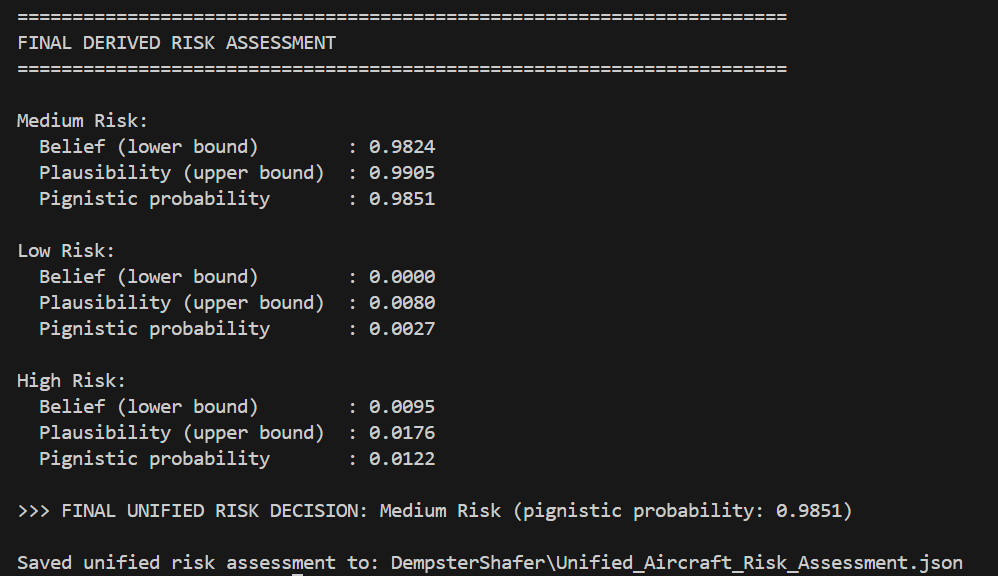 ======================================================================
FINAL DERIVED RISK ASSESSMENT
======================================================================
Medium Risk:
  Belief (lower bound)        : 0.9824
  Plausibility (upper bound)  : 0.9905
  Pignistic probability       : 0.9851
Low Risk:
  Belief (lower bound)        : 0.0000
  Plausibility (upper bound)  : 0.0080
  Pignistic probability       : 0.0027
High Risk:
  Belief (lower bound)        : 0.0095
  Plausibility (upper bound)  : 0.0176
  Pignistic probability       : 0.0122
>>> FINAL UNIFIED RISK DECISION: Medium Risk (pignistic probability: 0.9851)
Saved unified risk assessment to: DempsterShafer\Unified_Aircraft_Risk_Assessment.json